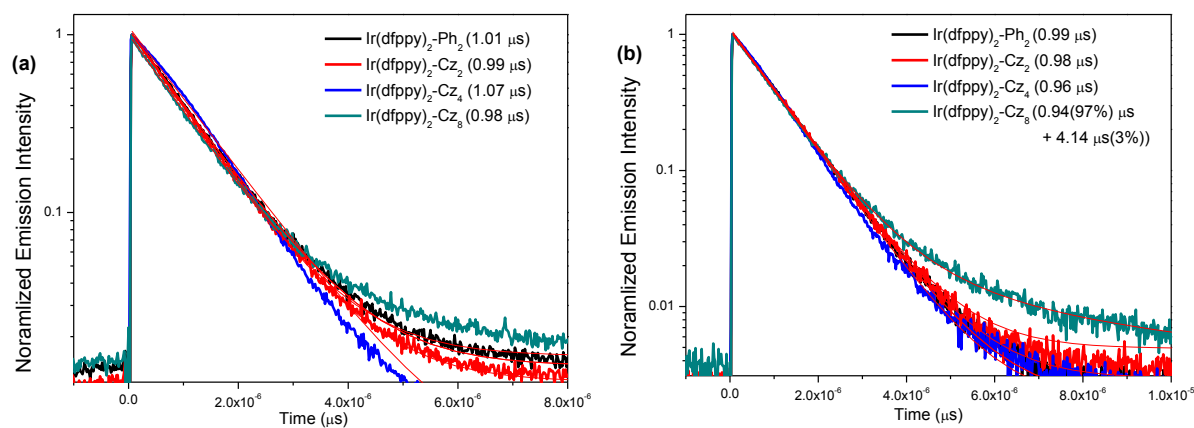 (a)
Ir(dfppy)₂-Ph₂ (1.01 μs)
Ir(dfppy)₂-Cz₂ (0.99 μs)
Ir(dfppy)₂-Cz₄ (1.07 μs)
Ir(dfppy)₂-Cz₈ (0.98 μs)
1
0.1
Noramlized Emission Intensity
0.0
2.0x10⁻⁶
4.0x10⁻⁶
6.0x10⁻⁶
8.0x10⁻⁶
Time (μs)
(b)
Ir(dfppy)₂-Ph₂ (0.99 μs)
Ir(dfppy)₂-Cz₂ (0.98 μs)
Ir(dfppy)₂-Cz₄ (0.96 μs)
Ir(dfppy)₂-Cz₈ (0.94(97%) μs
+ 4.14 μs(3%))
1
0.1
0.01
Noramlized Emission Intensity
0.0
2.0x10⁻⁶
4.0x10⁻⁶
6.0x10⁻⁶
8.0x10⁻⁶
1.0x10⁻⁵
Time (μs)